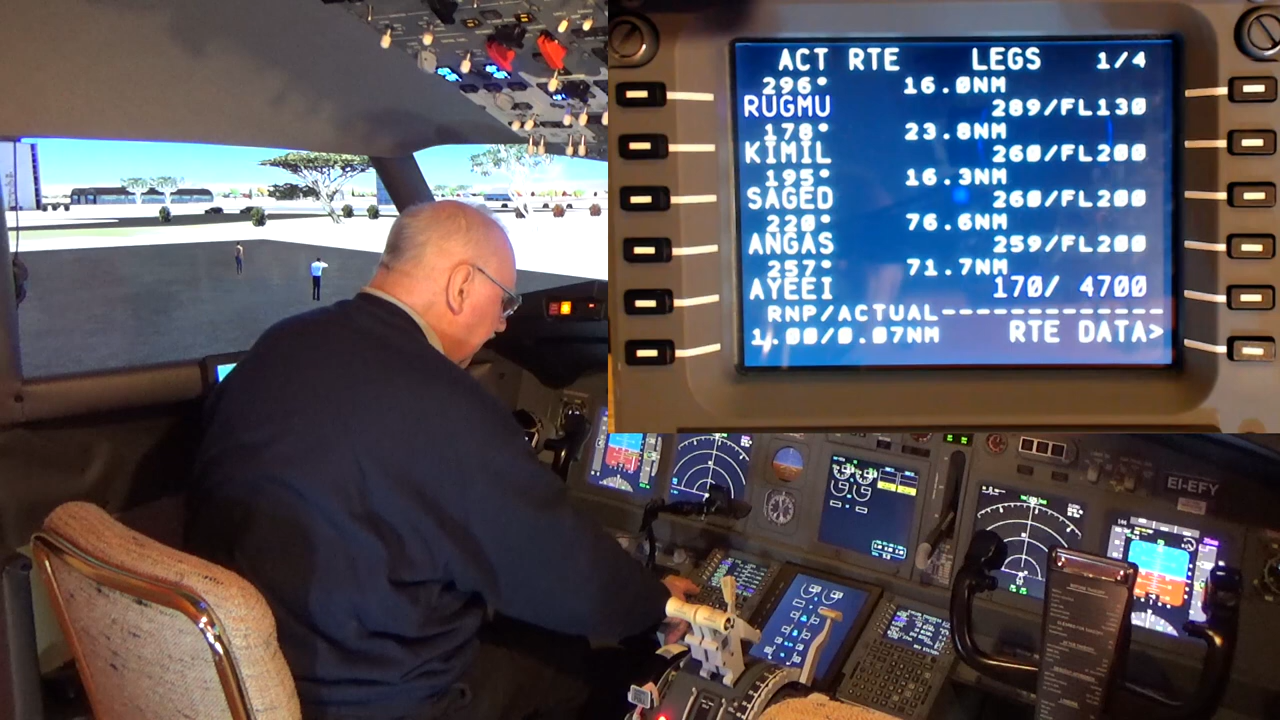 ACT RTE LEGS 1/4
296° 16.0NM
RUGMU 289/FL130
178° 23.8NM
KIMIL 260/FL200
195° 16.3NM
SAGED 260/FL200
220° 76.6NM
ANGAS 259/FL200
257° 71.7NM
AYEEI 170/ 4700
RNP/ACTUAL-----------
1.00/0.07NM RTE DATA>
EI-EFY